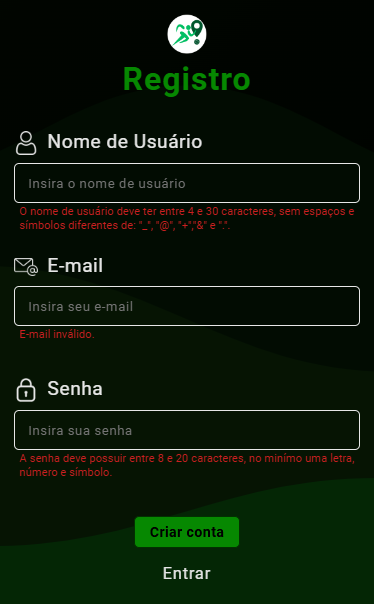 Registro
Nome de Usuário
Insira o nome de usuário
O nome de usuário deve ter entre 4 e 30 caracteres, sem espaços e
símbolos diferentes de: "_", "@", "+","&" e ".".
E-mail
Insira seu e-mail
E-mail inválido.
Senha
Insira sua senha
A senha deve possuir entre 8 e 20 caracteres, no mínímo uma letra,
número e símbolo.
Criar conta
Entrar